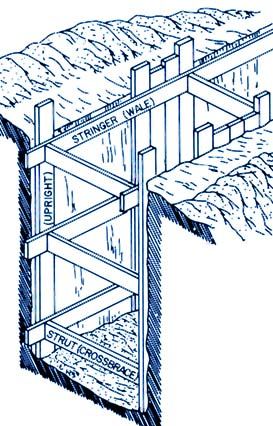 STRINGER (WALE)
(UPRIGHT)
STRUT (CROSSBRACE)